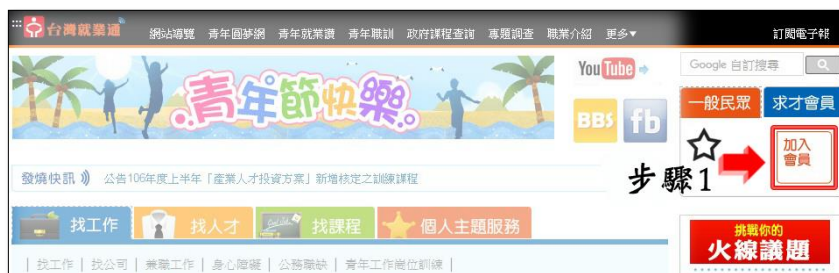 台灣就業通 網站導覽 青年圓夢網 青年就業讚 青年職訓 政府課程查詢 專題調查 職業介紹 更多▼ 訂閱電子報
青年節快樂
You Tube
BBS fb
Google 自訂搜尋
一般民眾 求才會員
步驟1
加入
會員
發燒快訊 公告106年度上半年「產業人才投資方案」新增核定之訓練課程
找工作 找人才 找課程 個人主題服務
| 找工作 | 找公司 | 兼職工作 | 身心障礙 | 公務職缺 | 青年工作崗位訓練 |
挑戰你的
火線議題